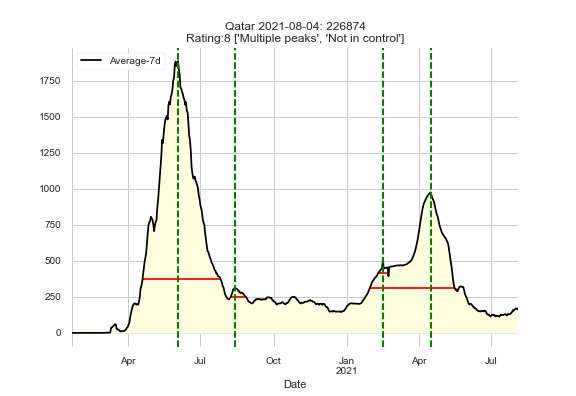 Qatar 2021-08-04: 226874
Rating:8 ['Multiple peaks', 'Not in control']
Average-7d
1750
1500
1250
1000
750
500
250
0
Apr
Jul
Oct
Jan
2021
Apr
Jul
Date